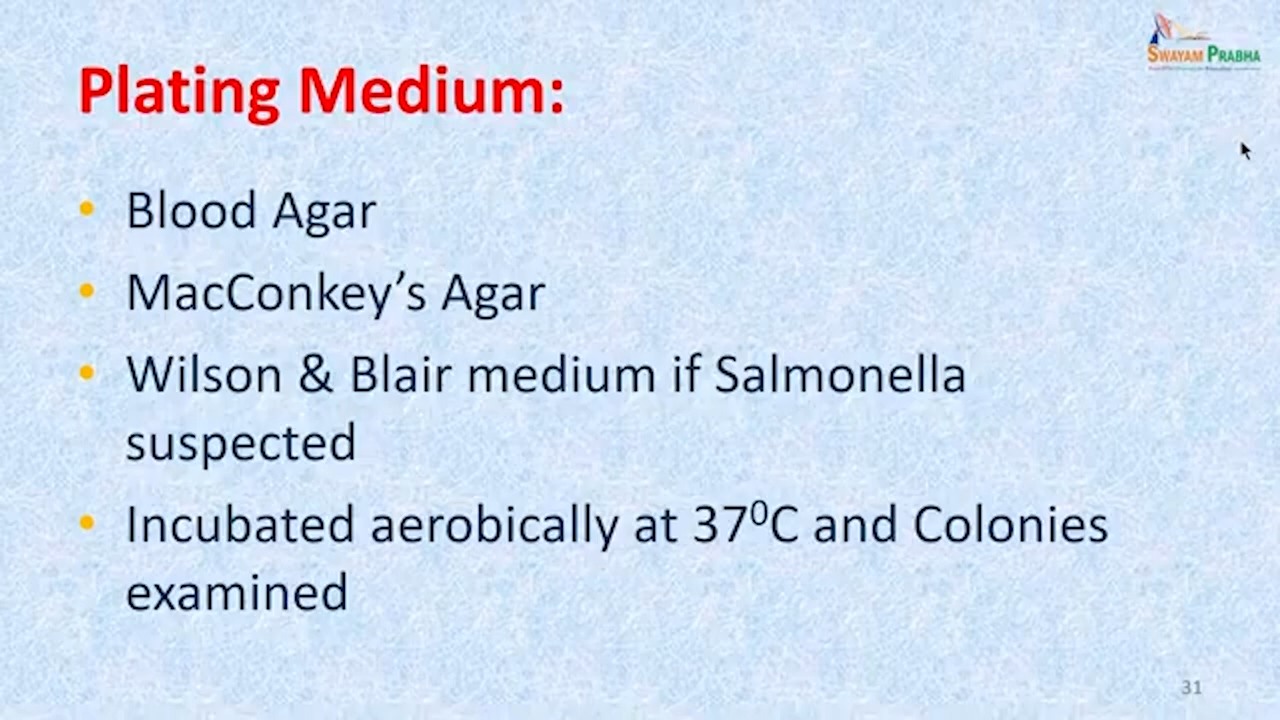 SWAYAM PRABHA
Plating Medium:
• Blood Agar
• MacConkey’s Agar
• Wilson & Blair medium if Salmonella
suspected
• Incubated aerobically at 37⁰C and Colonies
examined
31